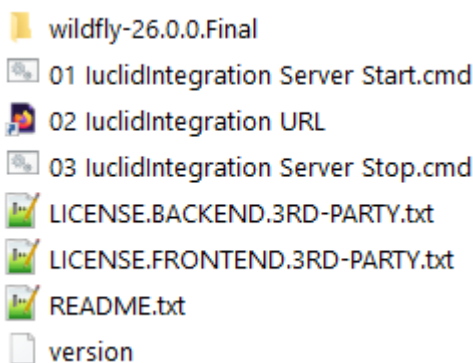 wildfly-26.0.0.Final
01 IuclidIntegration Server Start.cmd
02 IuclidIntegration URL
03 IuclidIntegration Server Stop.cmd
LICENSE.BACKEND.3RD-PARTY.txt
LICENSE.FRONTEND.3RD-PARTY.txt
README.txt
version